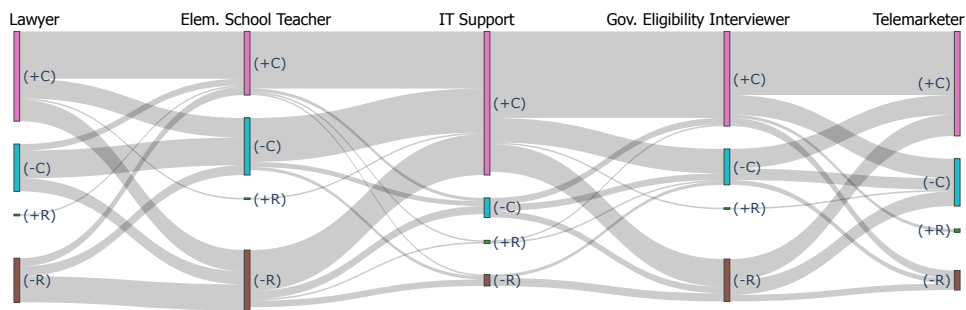 Lawyer
Elem. School Teacher
IT Support
Gov. Eligibility Interviewer
Telemarketer
(+C)
(-C)
(+R)
(-R)
(+C)
(-C)
(+R)
(-R)
(+C)
(-C)
(+R)
(-R)
(+C)
(-C)
(+R)
(-R)
(+C)
(-C)
(+R)
(-R)